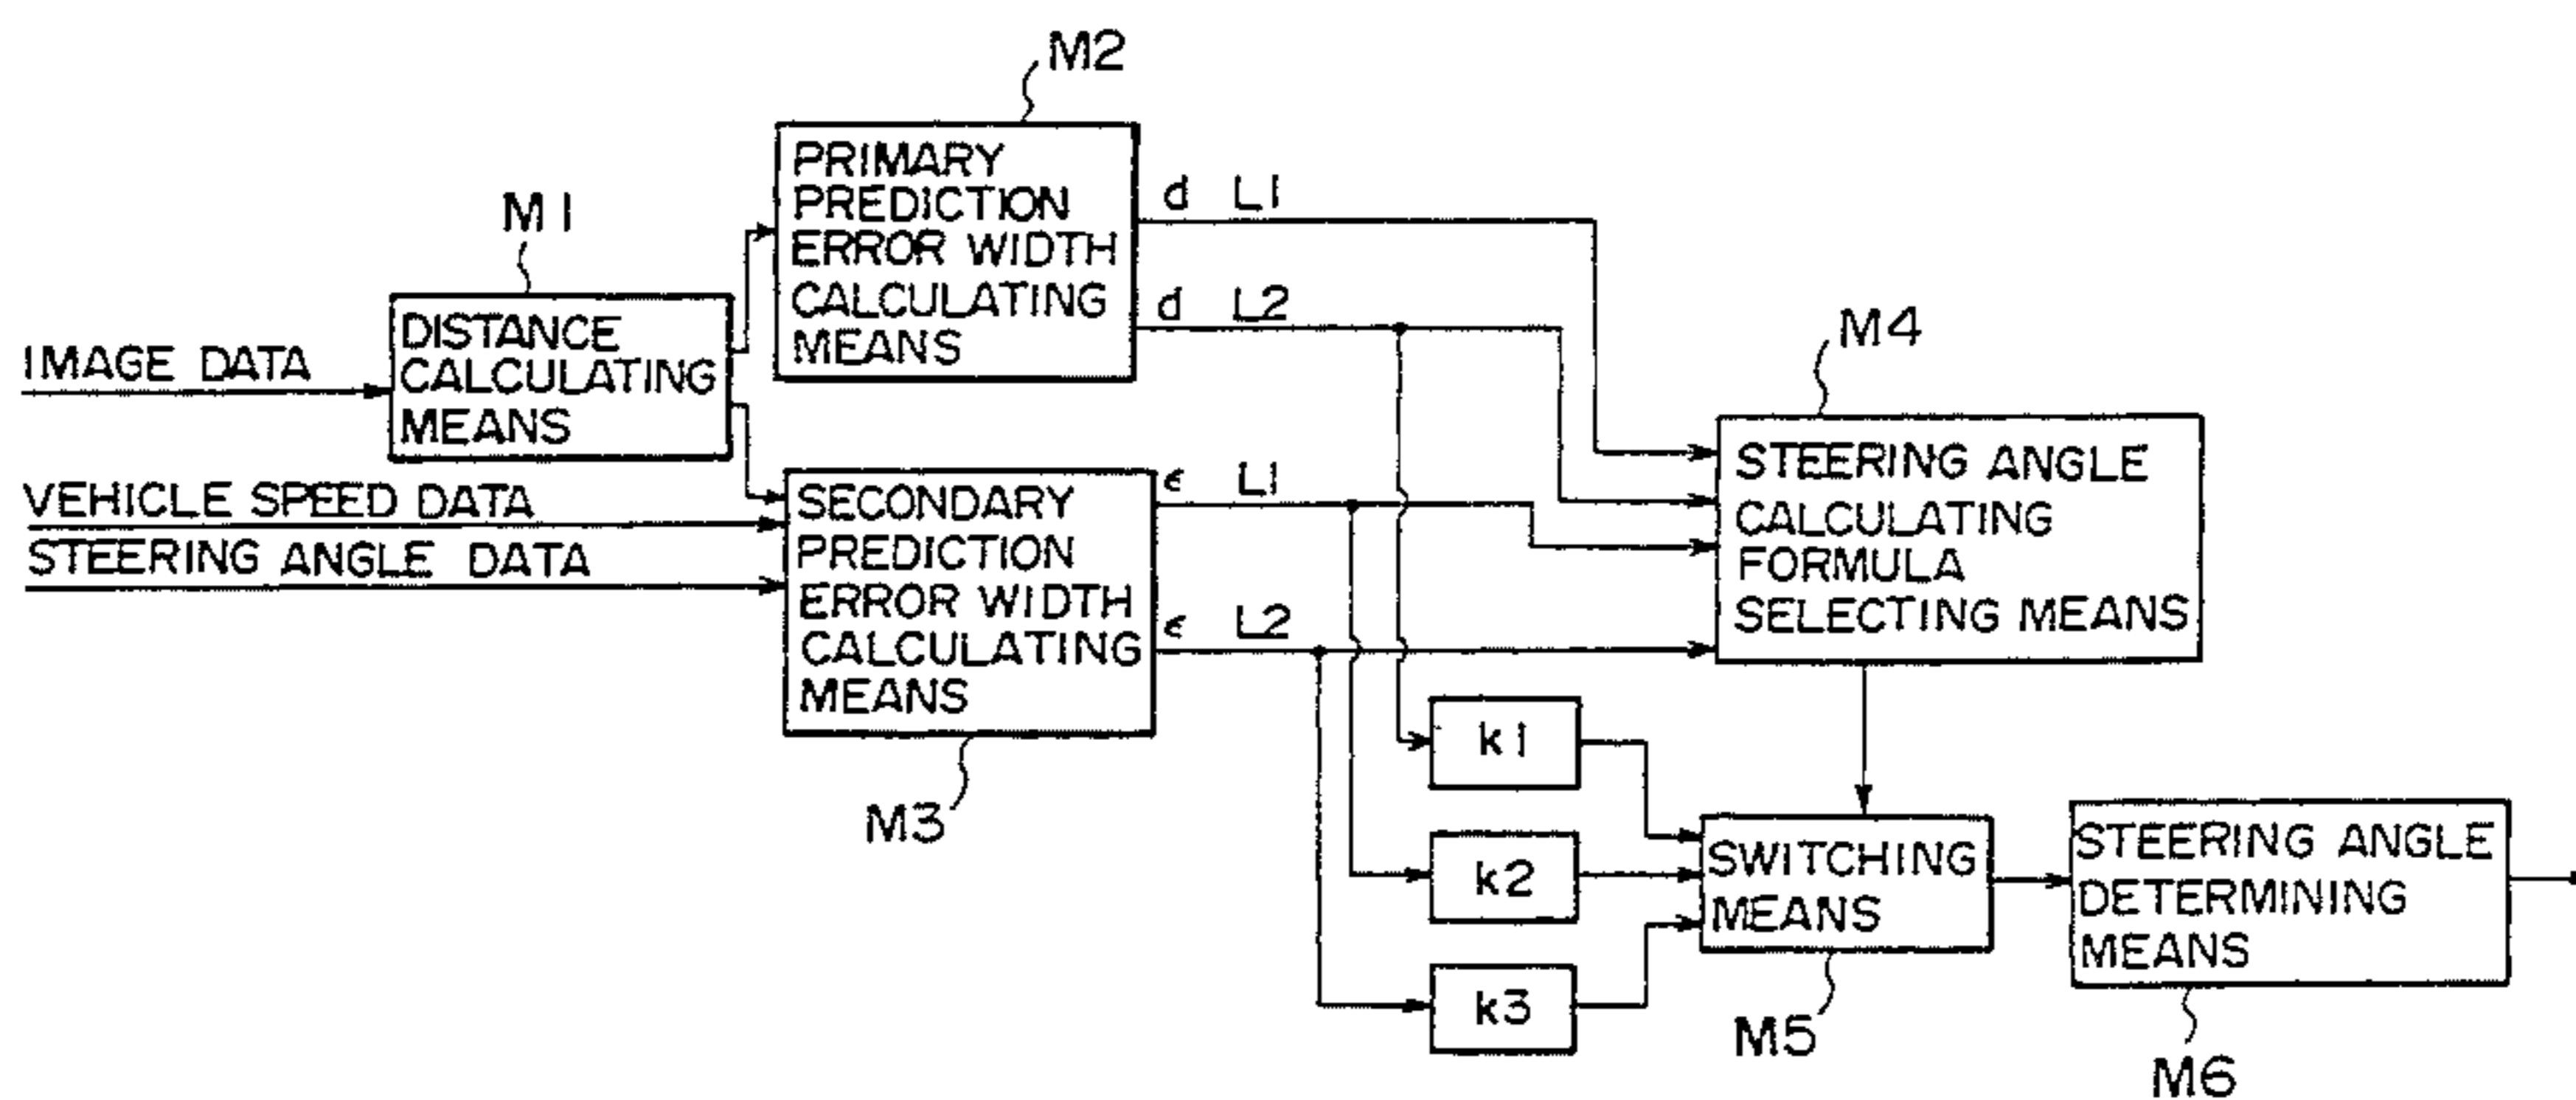 M1
M2
IMAGE DATA
VEHICLE SPEED DATA
STEERING ANGLE DATA
DISTANCE
CALCULATING
MEANS
PRIMARY
PREDICTION
ERROR WIDTH
CALCULATING
MEANS
d L1
d L2
SECONDARY
PREDICTION
ERROR WIDTH
CALCULATING
MEANS
M3
ϵ L1
ϵ L2
M4
STEERING ANGLE
CALCULATING
FORMULA
SELECTING MEANS
k1
k2
k3
SWITCHING
MEANS
M5
STEERING ANGLE
DETERMINING
MEANS
M6